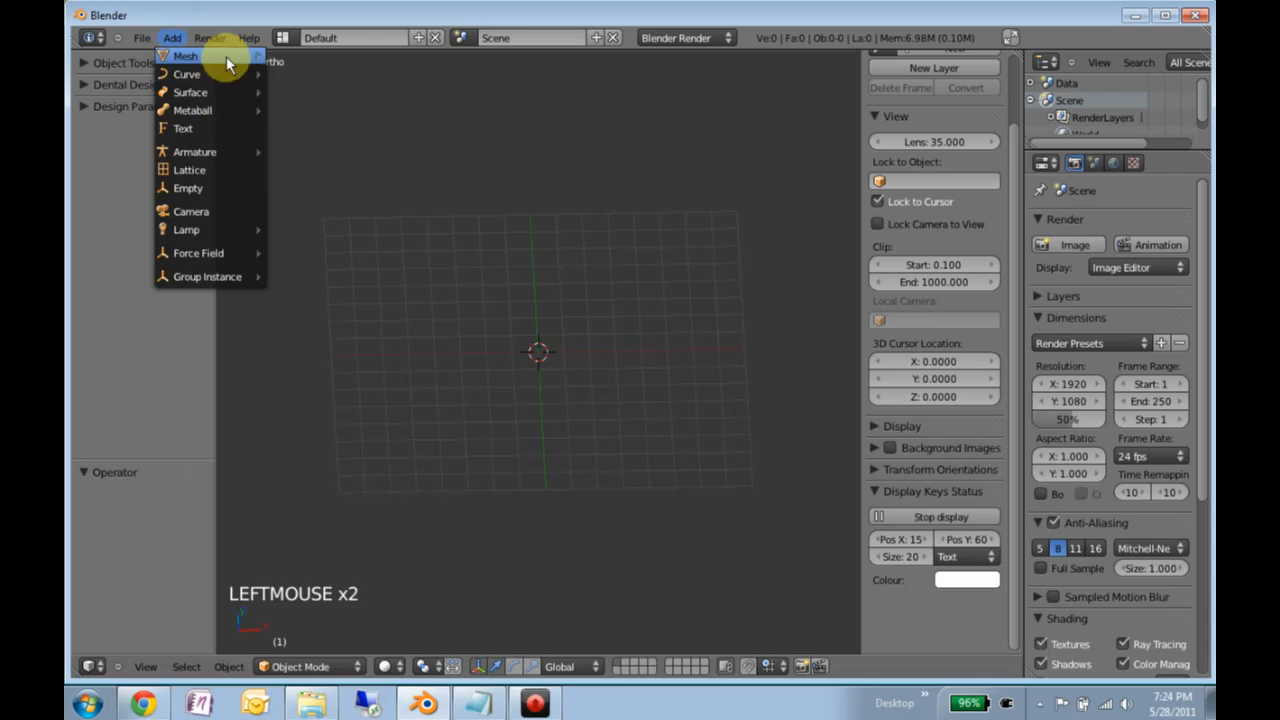 Blender
File Add Render Help Default Scene Blender Render Ve:0 | Fa:0 | Ob:0-0 | La:0 | Mem:6.98M (0.10M)
Mesh
Curve
Surface
Metaball
Text
Armature
Lattice
Empty
Camera
Lamp
Force Field
Group Instance
Object Tools
Dental Desi
Design Para
Operator
ortho
LEFTMOUSE x2
(1)
New
New Layer
Delete Frame Convert
View
Lens: 35.000
Lock to Object:
Lock to Cursor
Lock Camera to View
Clip:
Start: 0.100
End: 1000.000
Local Camera:
3D Cursor Location:
X: 0.0000
Y: 0.0000
Z: 0.0000
Display
Background Images
Transform Orientations
Display Keys Status
Stop display
Pos X: 15 Pos Y: 60
Size: 20 Text
Colour:
View Search All Scene
Data
Scene
RenderLayers
Scene
Render
Image Animation
Display: Image Editor
Layers
Dimensions
Render Presets
Resolution: Frame Range:
X: 1920 Start: 1
Y: 1080 End: 250
50% Step: 1
Aspect Ratio: Frame Rate:
X: 1.000 24 fps
Y: 1.000 Time Remappin
Bo Cr 10 10
Anti-Aliasing
5 8 11 16 Mitchell-Ne
Full Sample Size: 1.000
Sampled Motion Blur
Shading
Textures Ray Tracing
Shadows Color Manag
View Select Object Object Mode Global
Desktop » 96% 7:24 PM
5/28/2011